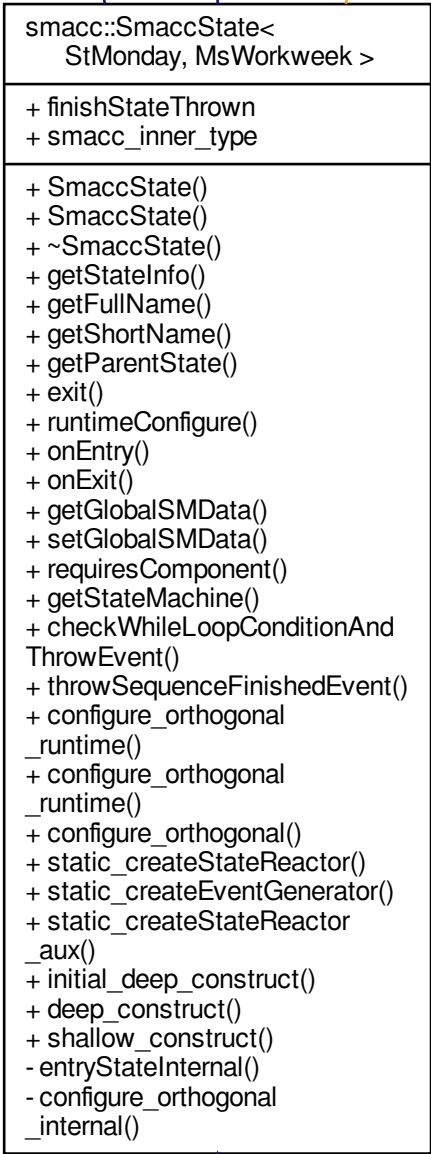 smacc::SmaccState<
StMonday, MsWorkweek >
+ finishStateThrown
+ smacc_inner_type
+ SmaccState()
+ SmaccState()
+ ~SmaccState()
+ getStateInfo()
+ getFullName()
+ getShortName()
+ getParentState()
+ exit()
+ runtimeConfigure()
+ onEntry()
+ onExit()
+ getGlobalSMData()
+ setGlobalSMData()
+ requiresComponent()
+ getStateMachine()
+ checkWhileLoopConditionAnd
ThrowEvent()
+ throwSequenceFinishedEvent()
+ configure_orthogonal
_runtime()
+ configure_orthogonal
_runtime()
+ configure_orthogonal()
+ static_createStateReactor()
+ static_createEventGenerator()
+ static_createStateReactor
_aux()
+ initial_deep_construct()
+ deep_construct()
+ shallow_construct()
- entryStateInternal()
- configure_orthogonal
_internal()